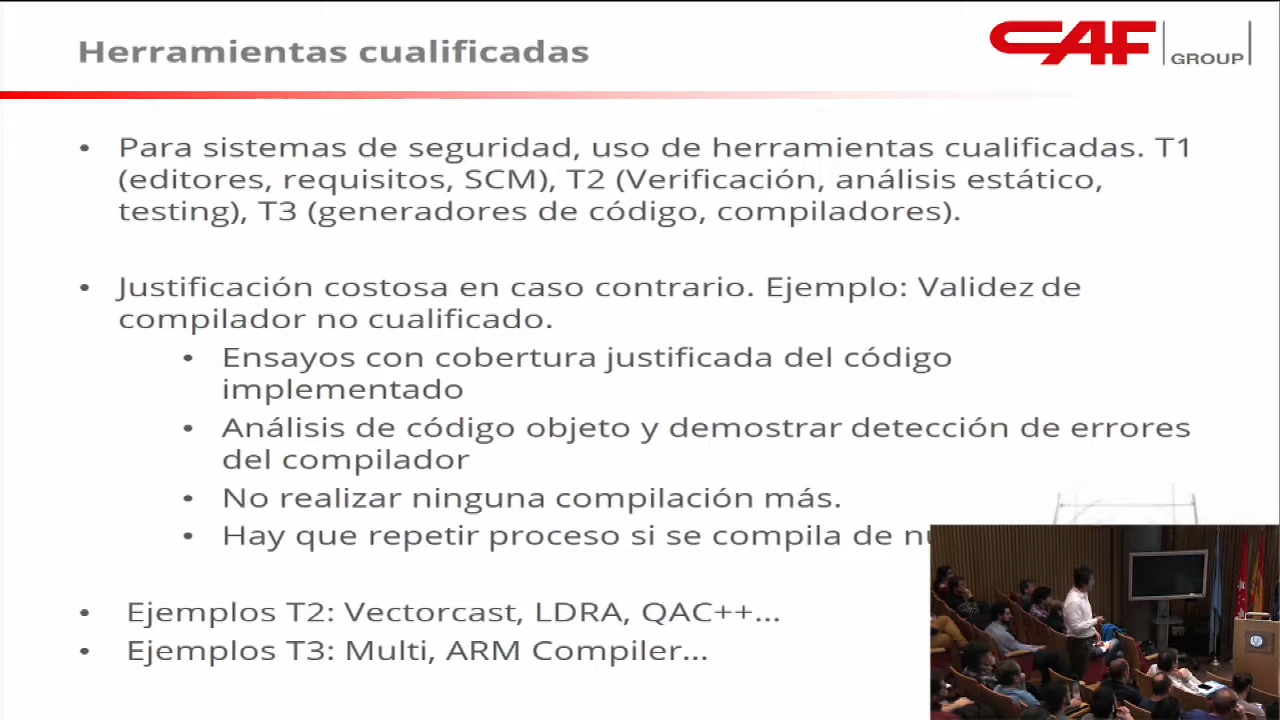 Herramientas cualificadas
CAF GROUP
• Para sistemas de seguridad, uso de herramientas cualificadas. T1
(editores, requisitos, SCM), T2 (Verificación, análisis estático,
testing), T3 (generadores de código, compiladores).
• Justificación costosa en caso contrario. Ejemplo: Validez de
compilador no cualificado.
• Ensayos con cobertura justificada del código
implementado
• Análisis de código objeto y demostrar detección de errores
del compilador
• No realizar ninguna compilación más.
• Hay que repetir proceso si se compila de
• Ejemplos T2: Vectorcast, LDRA, QAC++...
• Ejemplos T3: Multi, ARM Compiler...